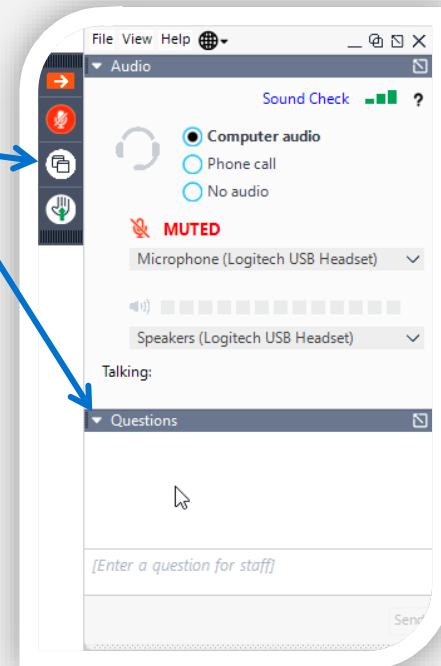 File View Help
Audio
Sound Check ?
Computer audio
Phone call
No audio
MUTED
Microphone (Logitech USB Headset)
Speakers (Logitech USB Headset)
Talking:
Questions
[Enter a question for staff]
Send